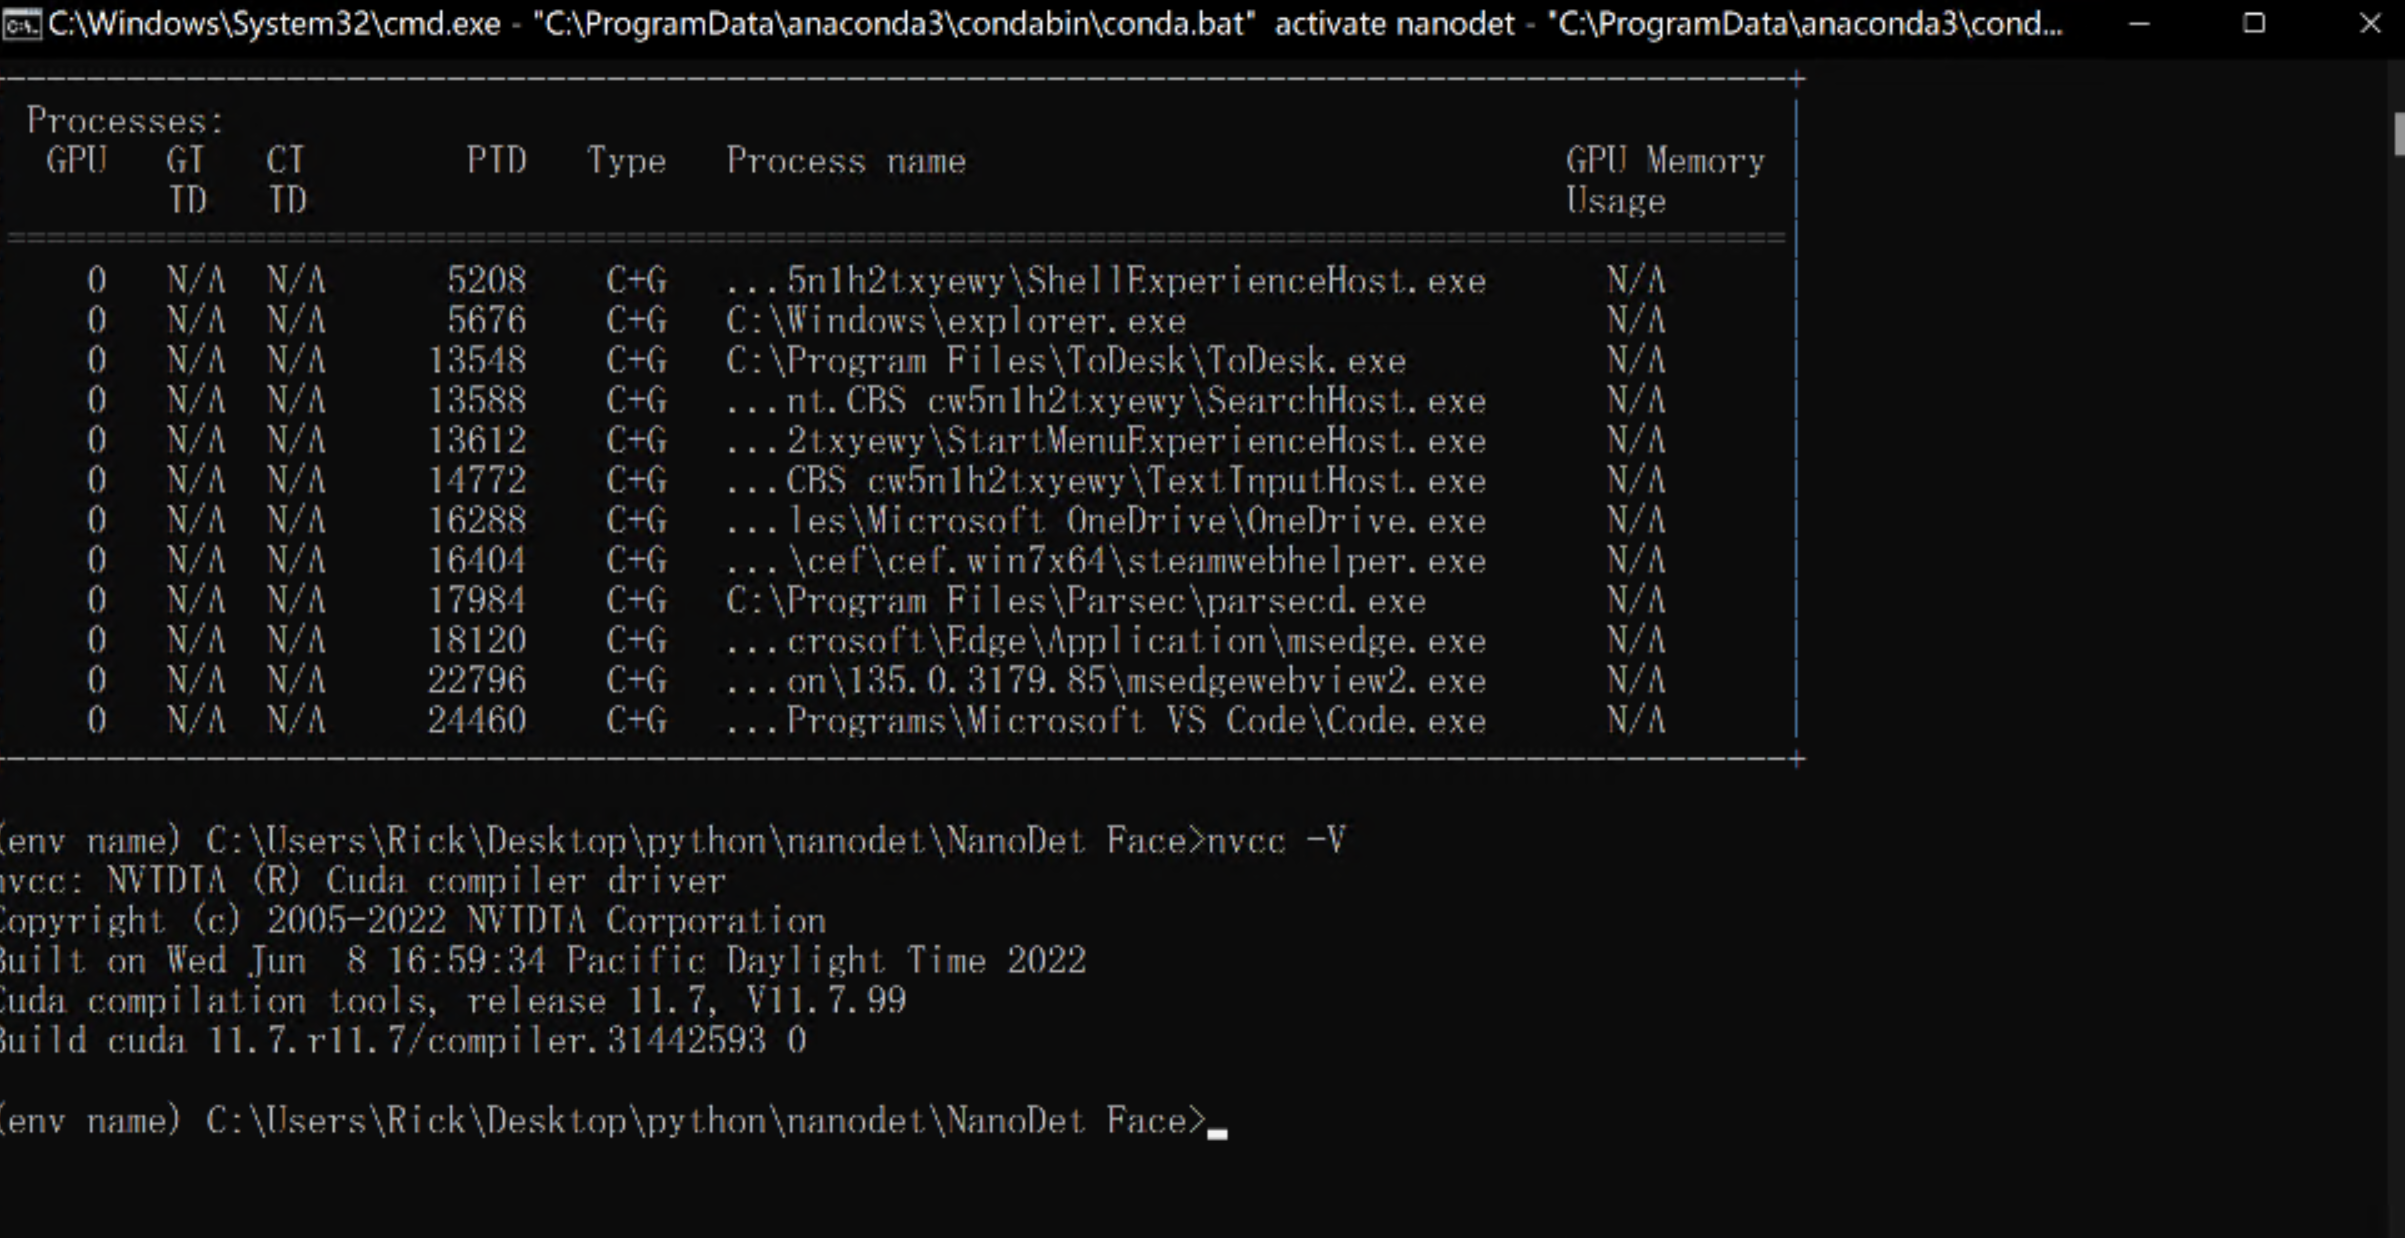 C:\Windows\System32\cmd.exe - "C:\ProgramData\anaconda3\condabin\conda.bat" activate nanodet - "C:\ProgramData\anaconda3\cond...
Processes:
GPU GI CI PID Type Process name GPU Memory
ID ID Usage
0 N/A N/A 5208 C+G ...5n1h2txyewy\ShellExperienceHost.exe N/A
0 N/A N/A 5676 C+G C:\Windows\explorer.exe N/A
0 N/A N/A 13548 C+G C:\Program Files\ToDesk\ToDesk.exe N/A
0 N/A N/A 13588 C+G ...nt.CBS cw5n1h2txyewy\SearchHost.exe N/A
0 N/A N/A 13612 C+G ...2txyewy\StartMenuExperienceHost.exe N/A
0 N/A N/A 14772 C+G ...CBS cw5n1h2txyewy\TextInputHost.exe N/A
0 N/A N/A 16288 C+G ...les\Microsoft OneDrive\OneDrive.exe N/A
0 N/A N/A 16404 C+G ...\cef\cef.win7x64\steamwebhelper.exe N/A
0 N/A N/A 17984 C+G C:\Program Files\Parsec\parsecd.exe N/A
0 N/A N/A 18120 C+G ...crosoft\Edge\Application\msedge.exe N/A
0 N/A N/A 22796 C+G ...on\135.0.3179.85\msedgewebview2.exe N/A
0 N/A N/A 24460 C+G ...Programs\Microsoft VS Code\Code.exe N/A
(env name) C:\Users\Rick\Desktop\python\nanodet\NanoDet Face>nvcc -V
nvcc: NVIDIA (R) Cuda compiler driver
Copyright (c) 2005-2022 NVIDIA Corporation
Built on Wed Jun 8 16:59:34 Pacific Daylight Time 2022
Cuda compilation tools, release 11.7, V11.7.99
Build cuda 11.7.r11.7/compiler.31442593 0
(env name) C:\Users\Rick\Desktop\python\nanodet\NanoDet Face>